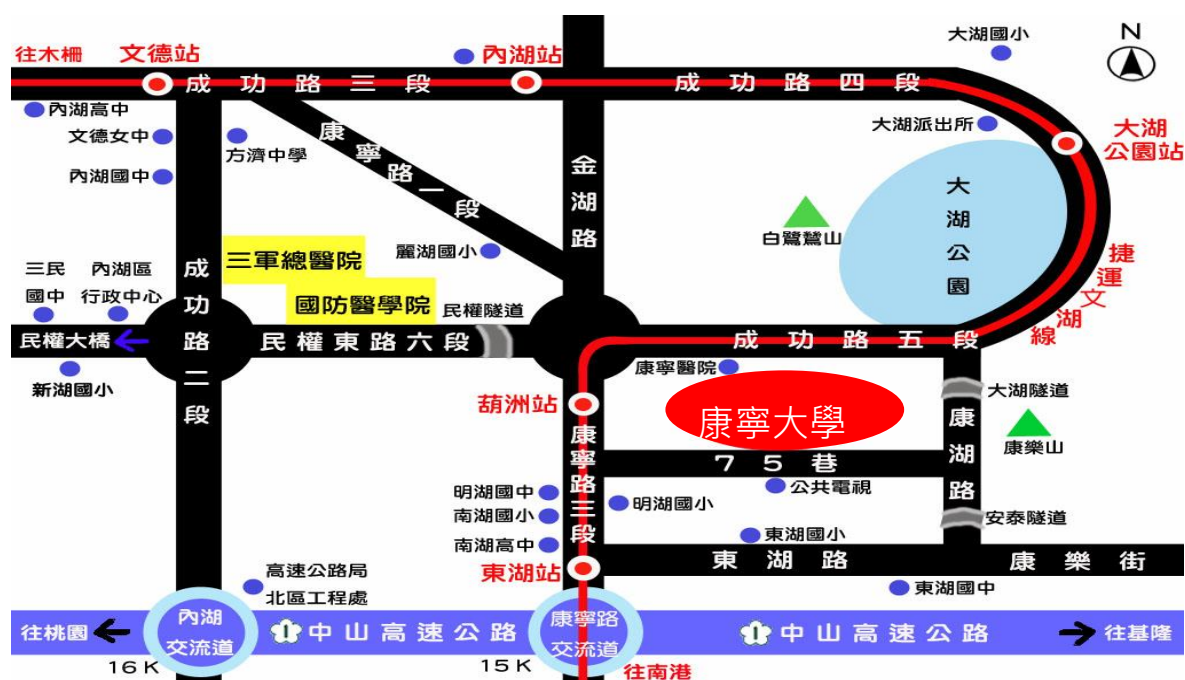 往木柵
文德站
內湖站
大湖國小
N
成功路三段
成功路四段
內湖高中
文德女中
方濟中學
康寧路一段
大湖派出所
大湖
公園站
內湖國中
金湖路
大湖公園
白鷺鷥山
三軍總醫院
麗湖國小
捷運文湖線
三民
國中
內湖區
行政中心
成功路二段
國防醫學院
民權隧道
民權大橋
民權東路六段
成功路五段
新湖國小
康寧醫院
大湖隧道
葫洲站
康寧大學
康湖路
康樂山
康寧路三段
75巷
明湖國中
明湖國小
公共電視
南湖國小
安泰隧道
南湖高中
東湖國小
東湖站
東湖路
康樂街
高速公路局
北區工程處
東湖國中
往桃園
內湖
交流道
1
中山高速公路
康寧路
交流道
1
中山高速公路
往基隆
16K
15K
往南港